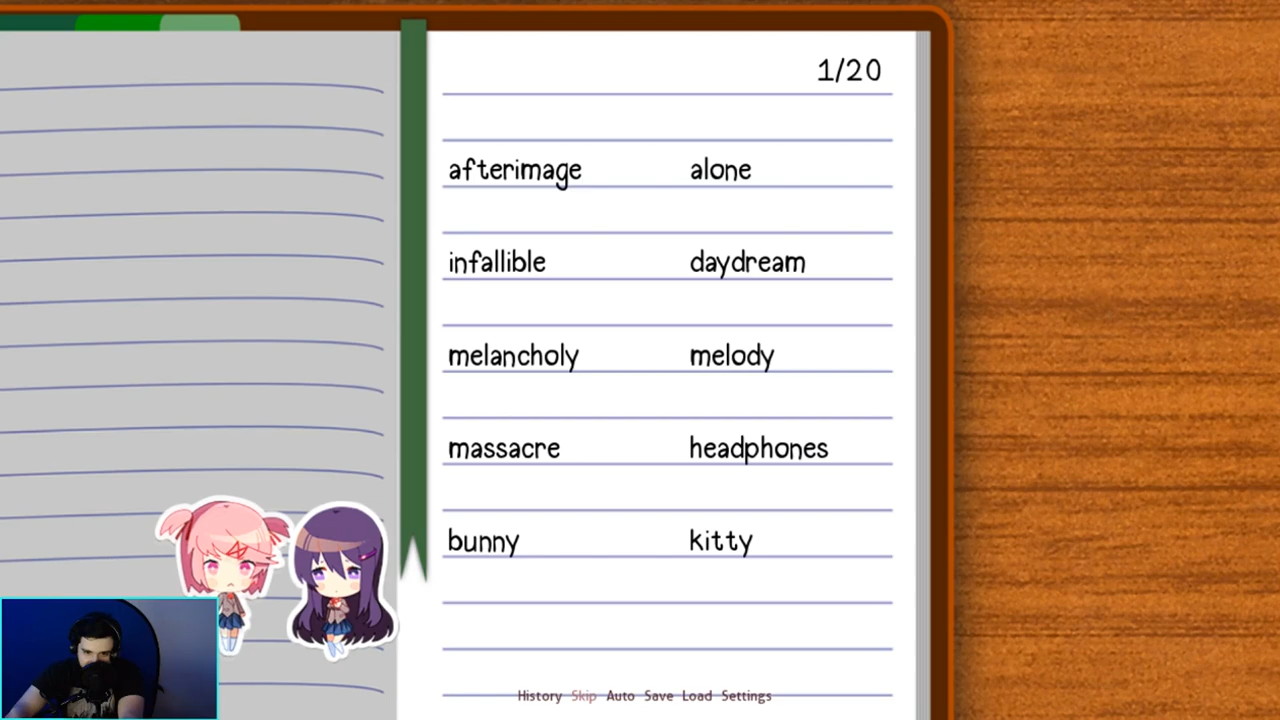 1/20
afterimage alone
infallible daydream
melancholy melody
massacre headphones
bunny kitty
History Skip Auto Save Load Settings